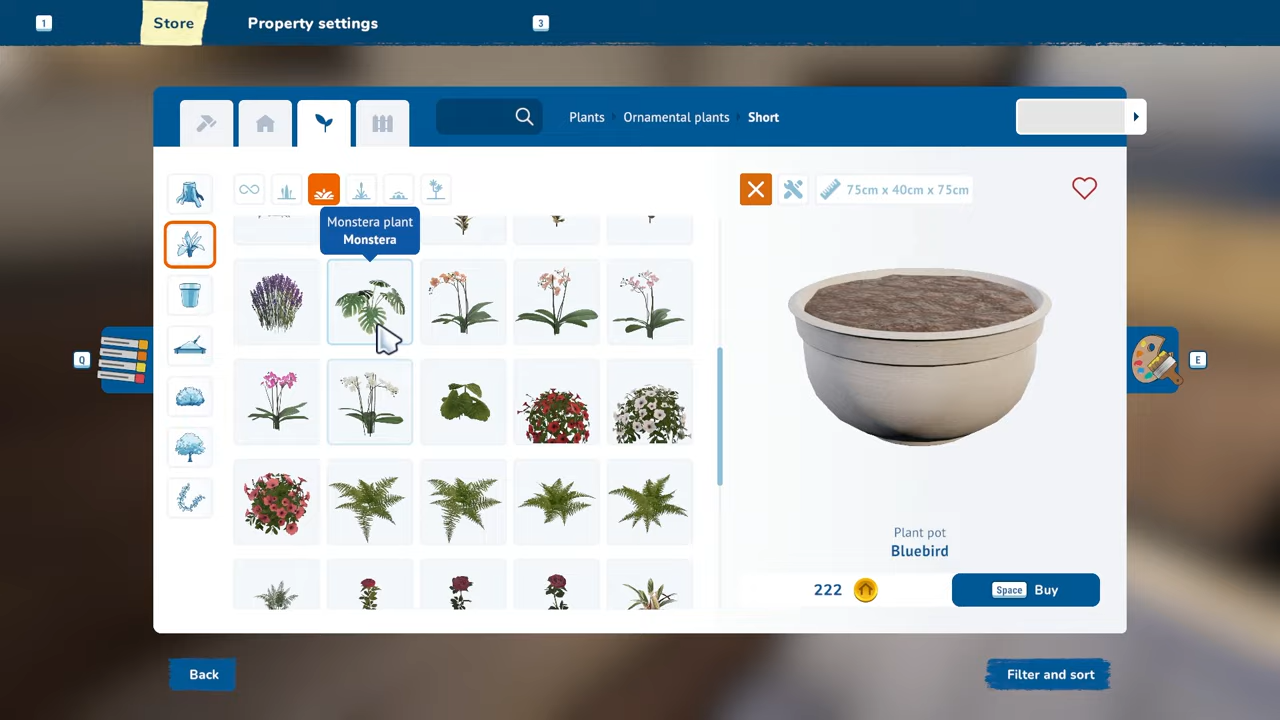 1
Store
Property settings
3
Plants
Ornamental plants
Short
75cm x 40cm x 75cm
Monstera plant
Monstera
Q
E
Plant pot
Bluebird
222
Space Buy
Back
Filter and sort